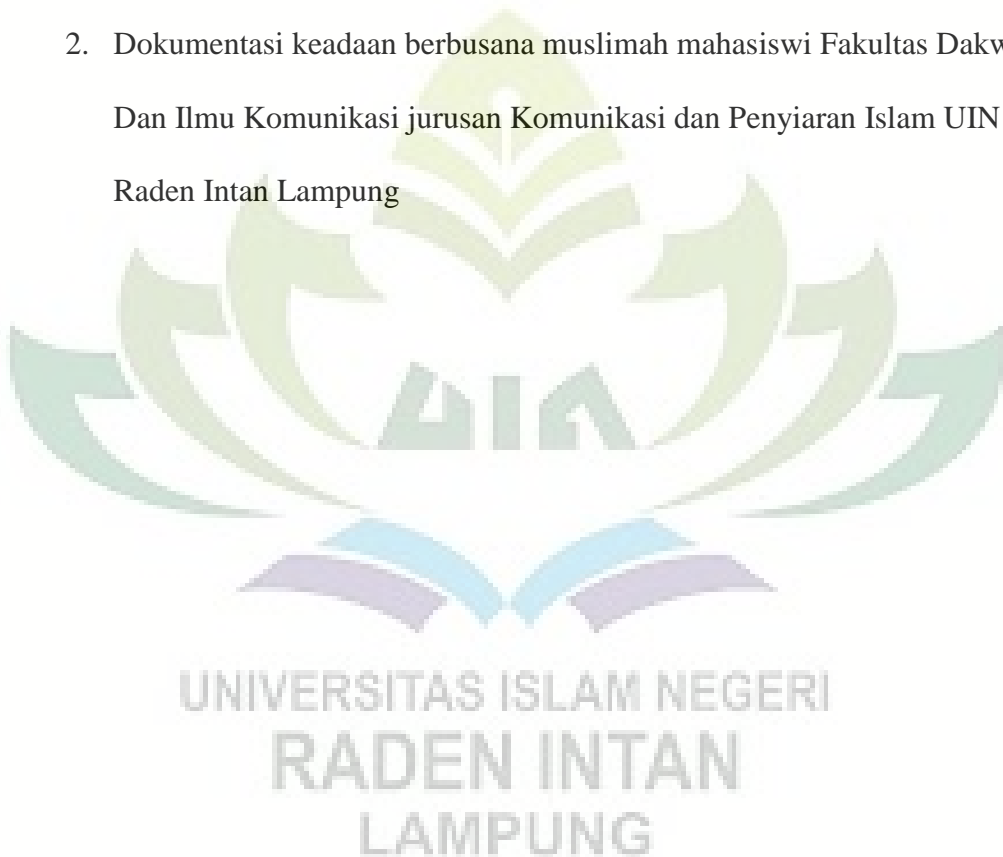 2. Dokumentasi keadaan berbusana muslimah mahasiswi Fakultas Dakw
Dan Ilmu Komunikasi jurusan Komunikasi dan Penyiaran Islam UIN
Raden Intan Lampung
UIN
UNIVERSITAS ISLAM NEGERI
RADEN INTAN
LAMPUNG